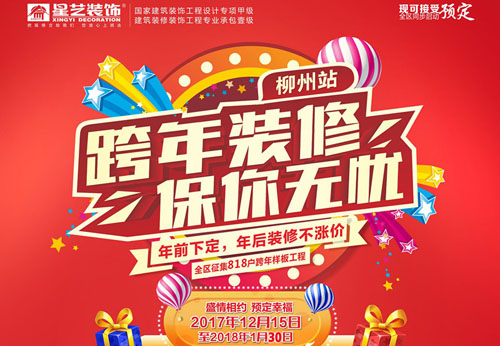 星艺装饰
XINGYI DECORATION
国家建筑装饰工程设计专项甲级
建筑装修装饰工程专业承包壹级
现可接受
全区同步启动
预定
柳州站
跨年装修
保你无忧
年前下定，年后装修不涨价
全区征集818户跨年样板工程
盛情相约 预定幸福
2017年12月15日
至2018年1月30日